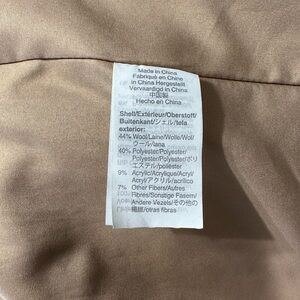 Made in China
Fabriqué en China
in China Hergestellt
Vervaardigd in China
中国製
Hecho en China
Shell/Extérieur/Oberstoff/
Buitenkant/シェル/tela
exterior:
44% Wool/Laine/Wolle/Wol/
ウール/lana
40% Polyester/Polyester/
Polyester/Polyester/ポリ
エステル/poliéster
9% Acrylic/Acrylique/Acryl/
Acryl/アクリル/acrílico
7% Other Fibers/Autres
Fibres/Sonstige Fasern/
Andere Vezels/その他の
繊維/otras fibras